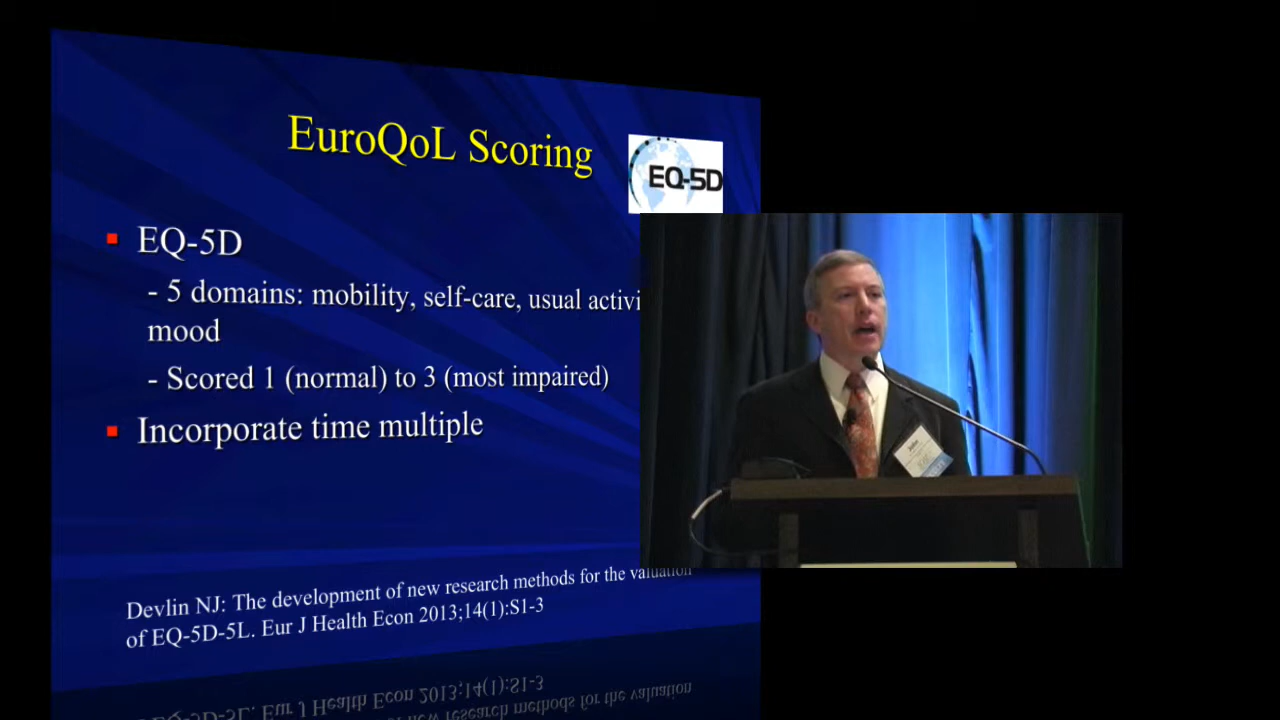 EuroQoL Scoring
EQ-5D
EQ-5D
- 5 domains: mobility, self-care, usual activi
mood
- Scored 1 (normal) to 3 (most impaired)
Incorporate time multiple
Devlin NJ: The development of new research methods for the valuation
of EQ-5D-5L. Eur J Health Econ 2013;14(1):S1-3
John